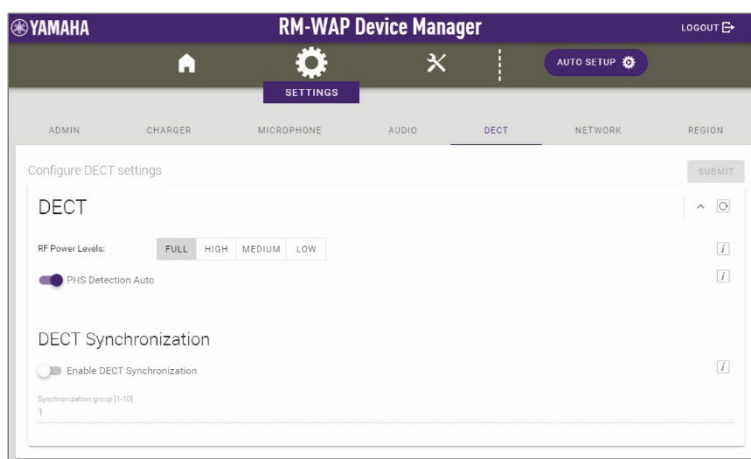 YAMAHA
RM-WAP Device Manager
LOGOUT
AUTO SETUP
SETTINGS
ADMIN CHARGER MICROPHONE AUDIO DECT NETWORK REGION
Configure DECT settings
SUBMIT
DECT
RF Power Levels: FULL HIGH MEDIUM LOW i
PHS Detection Auto i
DECT Synchronization
Enable DECT Synchronization i
Synchronization group [1-10]
1